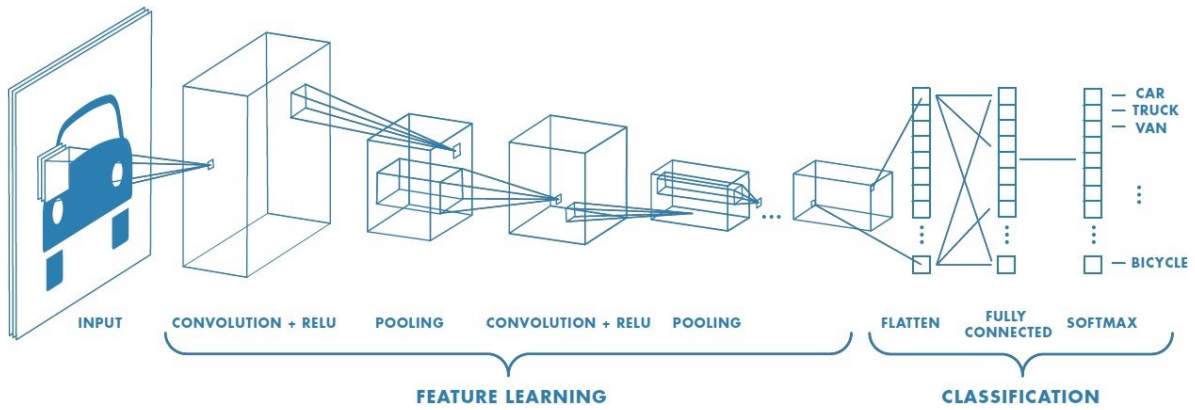 CAR
TRUCK
VAN
BICYCLE
INPUT
CONVOLUTION + RELU
POOLING
CONVOLUTION + RELU
POOLING
FLATTEN
FULLY
CONNECTED
SOFTMAX
FEATURE LEARNING
CLASSIFICATION